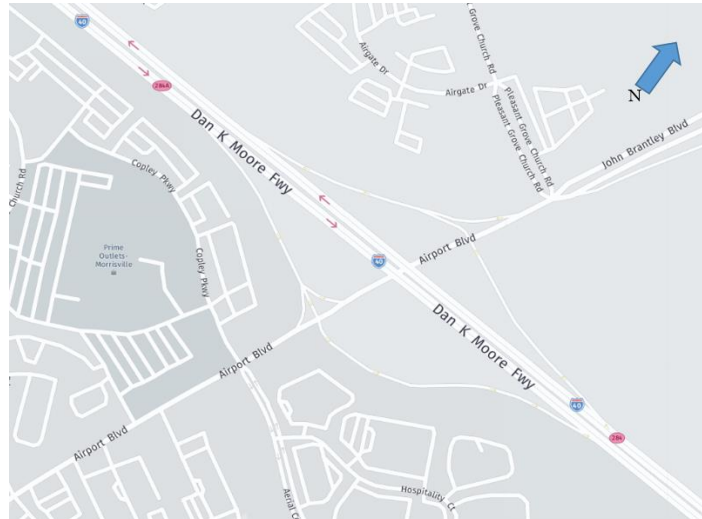 40
284A
Dan K Moore Fwy
Airgate Dr
Airgate Dr
Pleasant Grove Church Rd
Pleasant Grove Church Rd
Pleasant Grove Church Rd
N
John Brantley Blvd
Church Rd
Copley Pkwy
Copley Pkwy
Prime
Outlets-
Morrisville
40
Airport Blvd
Dan K Moore Fwy
Airport Blvd
40
284
Airport Blvd
Hospitality Ct
Aerial C